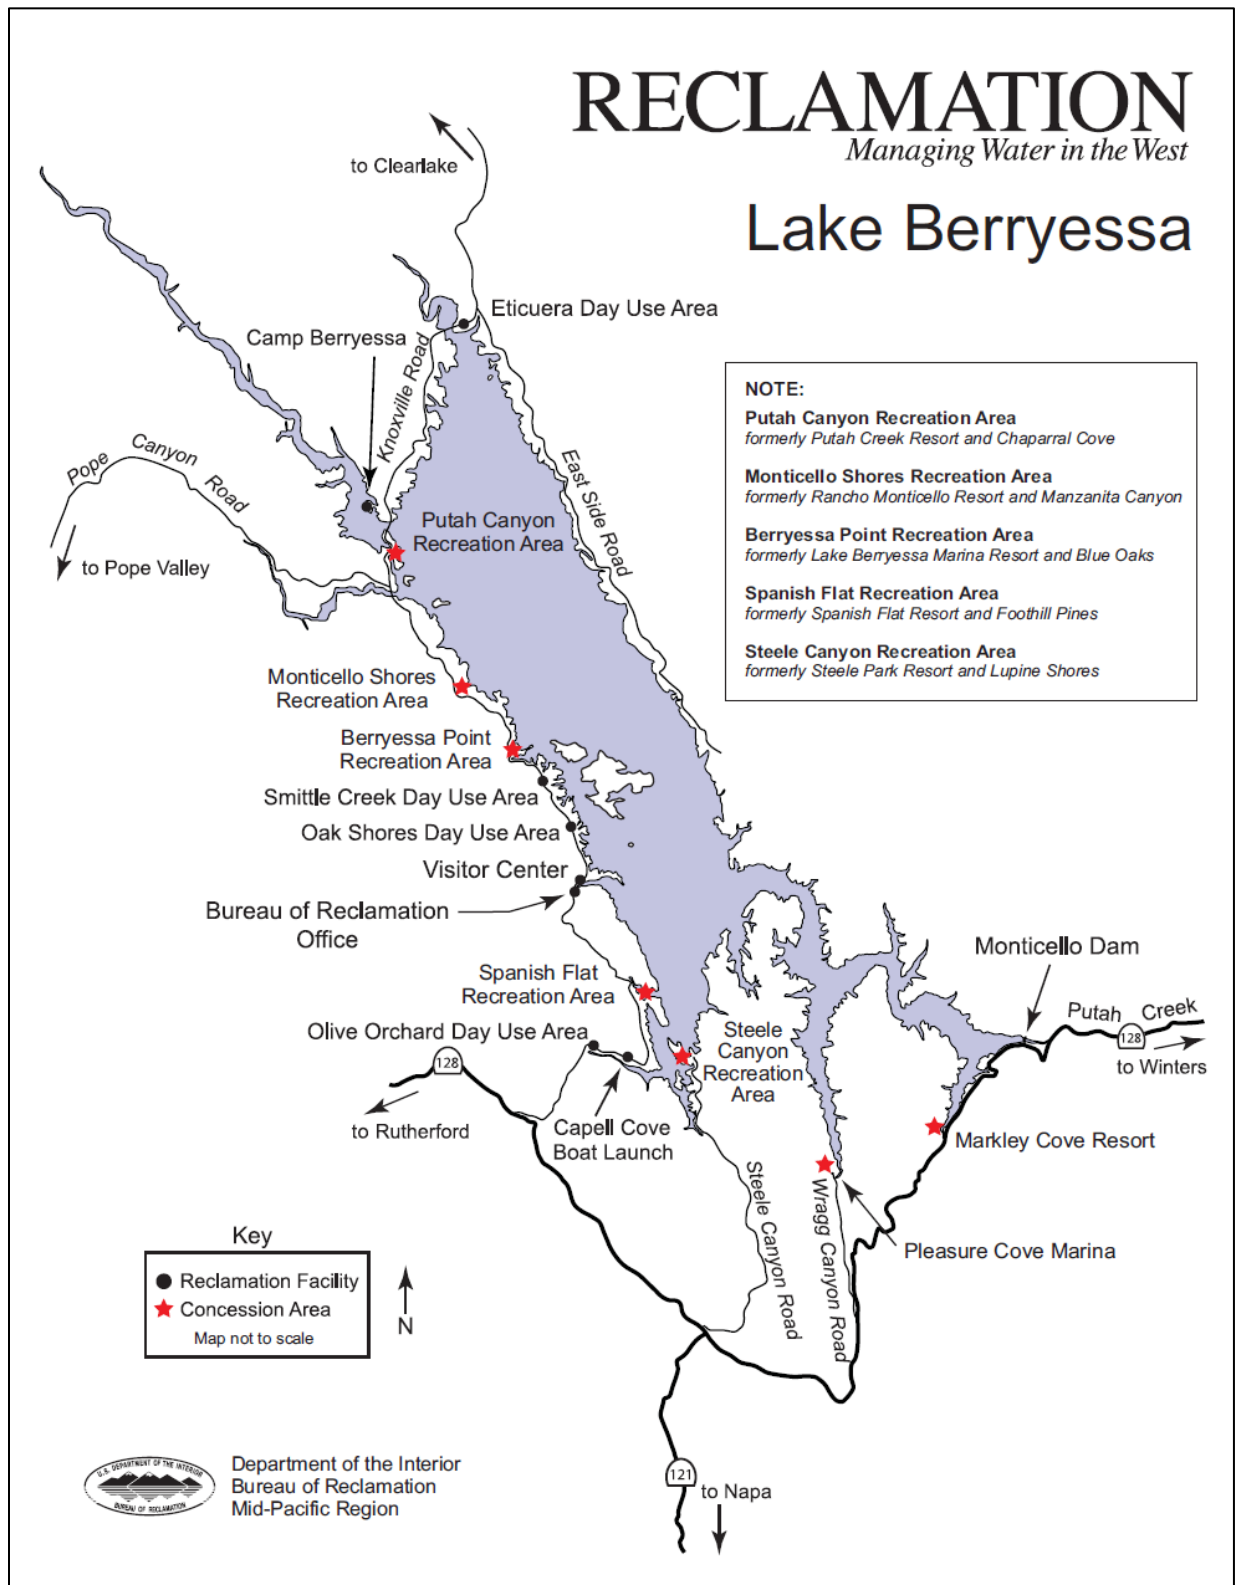 RECLAMATION
Managing Water in the West
Lake Berryessa
to Clearlake
Eticuera Day Use Area
Camp Berryessa
Knoxville Road
East Side Road
Pope Canyon Road
to Pope Valley
Putah Canyon
Recreation Area
NOTE:
Putah Canyon Recreation Area
formerly Putah Creek Resort and Chaparral Cove
Monticello Shores Recreation Area
formerly Rancho Monticello Resort and Manzanita Canyon
Berryessa Point Recreation Area
formerly Lake Berryessa Marina Resort and Blue Oaks
Spanish Flat Recreation Area
formerly Spanish Flat Resort and Foothill Pines
Steele Canyon Recreation Area
formerly Steele Park Resort and Lupine Shores
Monticello Shores
Recreation Area
Berryessa Point
Recreation Area
Smittle Creek Day Use Area
Oak Shores Day Use Area
Visitor Center
Bureau of Reclamation
Office
Spanish Flat
Recreation Area
Olive Orchard Day Use Area
Steele
Canyon
Recreation
Area
Monticello Dam
Putah Creek
128
to Winters
128
to Rutherford
Capell Cove
Boat Launch
Markley Cove Resort
Steele Canyon Road
Wragg Canyon Road
Pleasure Cove Marina
Key
Reclamation Facility
Concession Area
Map not to scale
N
121
to Napa
U.S. DEPARTMENT OF THE INTERIOR
BUREAU OF RECLAMATION
Department of the Interior
Bureau of Reclamation
Mid-Pacific Region